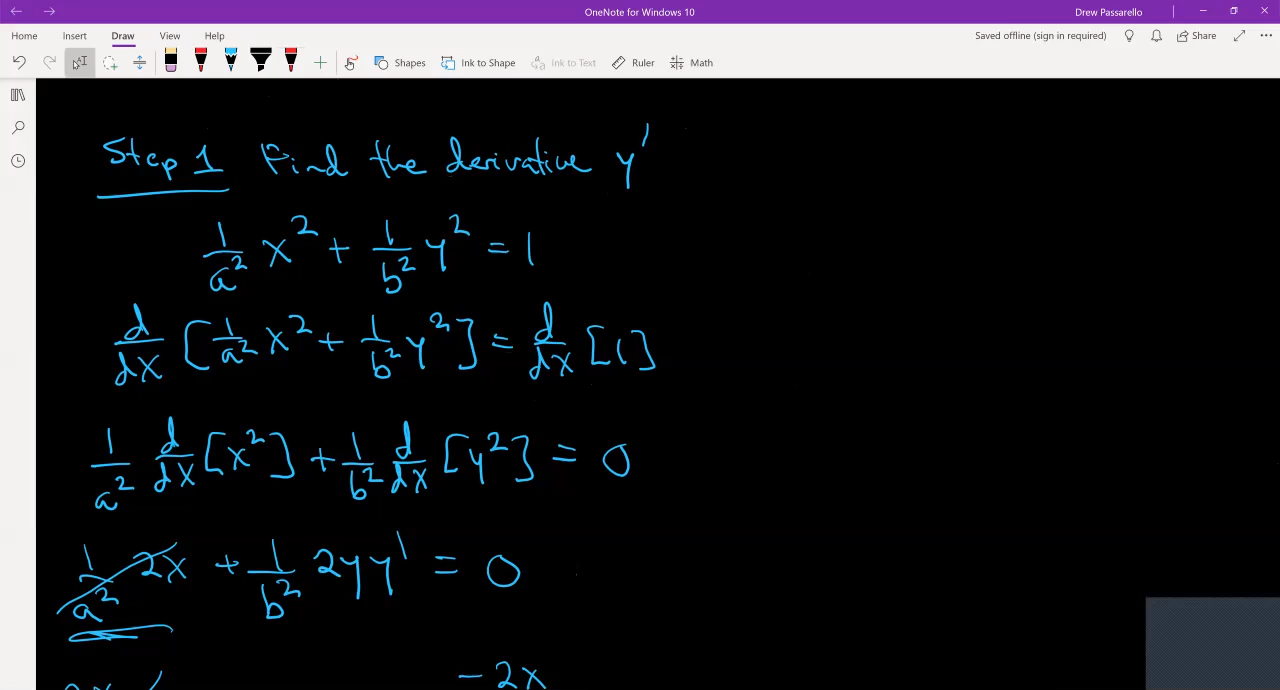 OneNote for Windows 10
Drew Passarello
Home Insert Draw View Help
Saved offline (sign in required) Share
Shapes Ink to Shape Ink to Text Ruler Math
Step 1 Find the derivative y'
1/a² x² + 1/b² y² = 1
d/dx [1/a² x² + 1/b² y²] = d/dx [1]
1/a² d/dx [x²] + 1/b² d/dx [y²] = 0
1/a² 2x + 1/b² 2yy' = 0
-2x